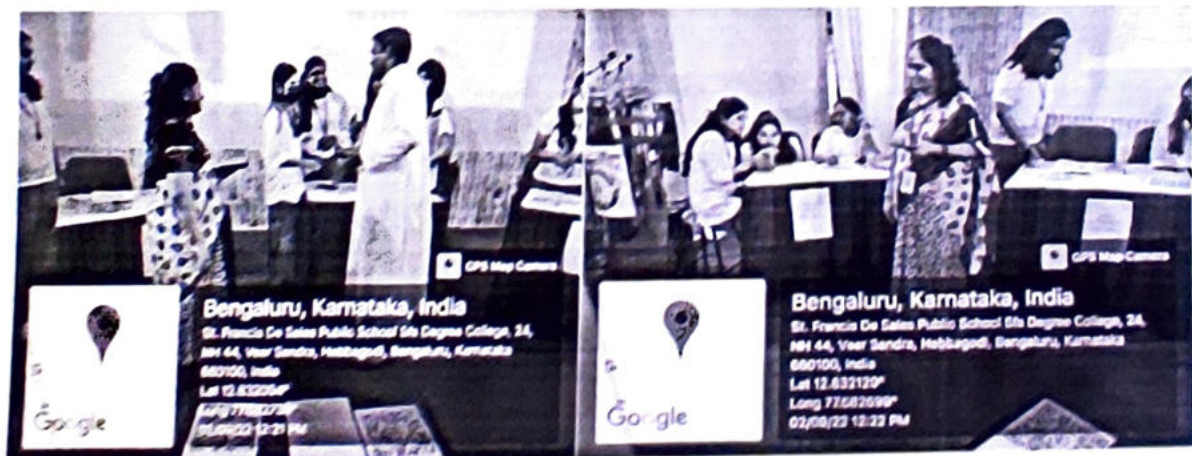 GPS Map Camera
Bengaluru, Karnataka, India
St. Francis De Sales Public School Sfs Degree College, 24,
NH 44, Veer Sandra, Hebbagodi, Bengaluru, Karnataka
560100, India
Lat 12.832084°
Google
GPS Map Camera
Bengaluru, Karnataka, India
St. Francis De Sales Public School Sfs Degree College, 24,
NH 44, Veer Sandra, Hebbagodi, Bengaluru, Karnataka
560100, India
Lat 12.832120°
Long 77.682699°
Google
12:22 PM